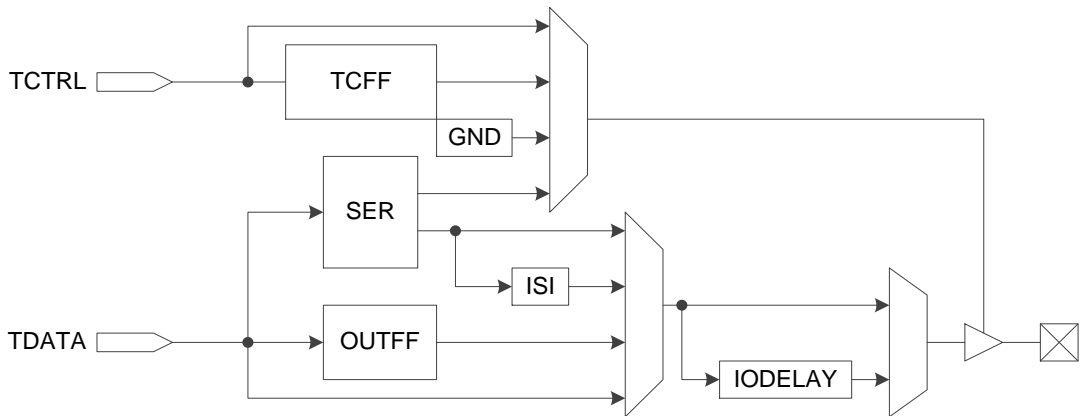 TCTRL
TCFF
GND
SER
ISI
TDATA
OUTFF
IODELAY